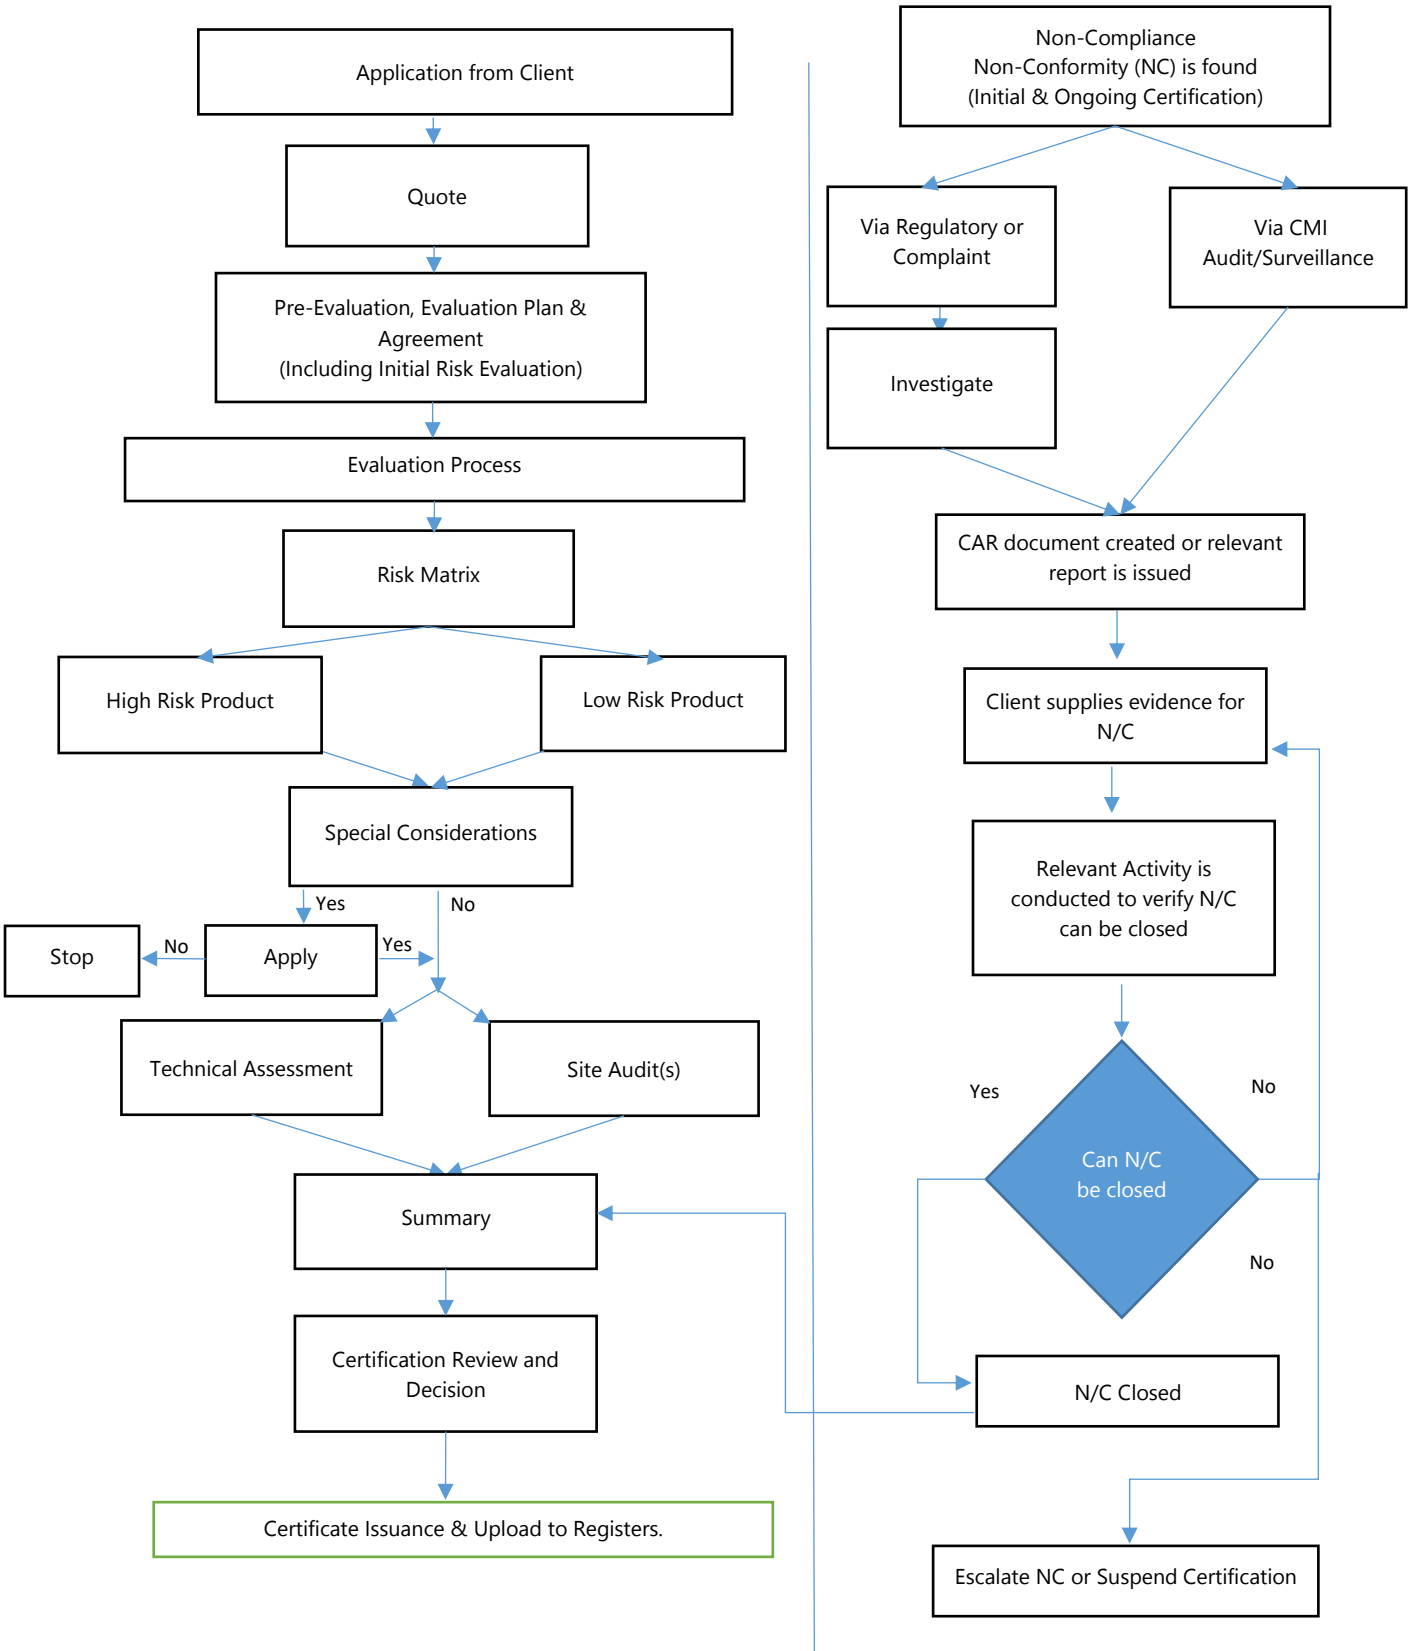 Application from Client
Quote
Pre-Evaluation, Evaluation Plan &
Agreement
(Including Initial Risk Evaluation)
Evaluation Process
Risk Matrix
High Risk Product
Low Risk Product
Special Considerations
Yes
No
Stop
No
Apply
Yes
Technical Assessment
Site Audit(s)
Summary
Certification Review and
Decision
Certificate Issuance & Upload to Registers.
Non-Compliance
Non-Conformity (NC) is found
(Initial & Ongoing Certification)
Via Regulatory or
Complaint
Via CMI
Audit/Surveillance
Investigate
CAR document created or relevant
report is issued
Client supplies evidence for
N/C
Relevant Activity is
conducted to verify N/C
can be closed
Yes
No
Can N/C
be closed
No
N/C Closed
Escalate NC or Suspend Certification